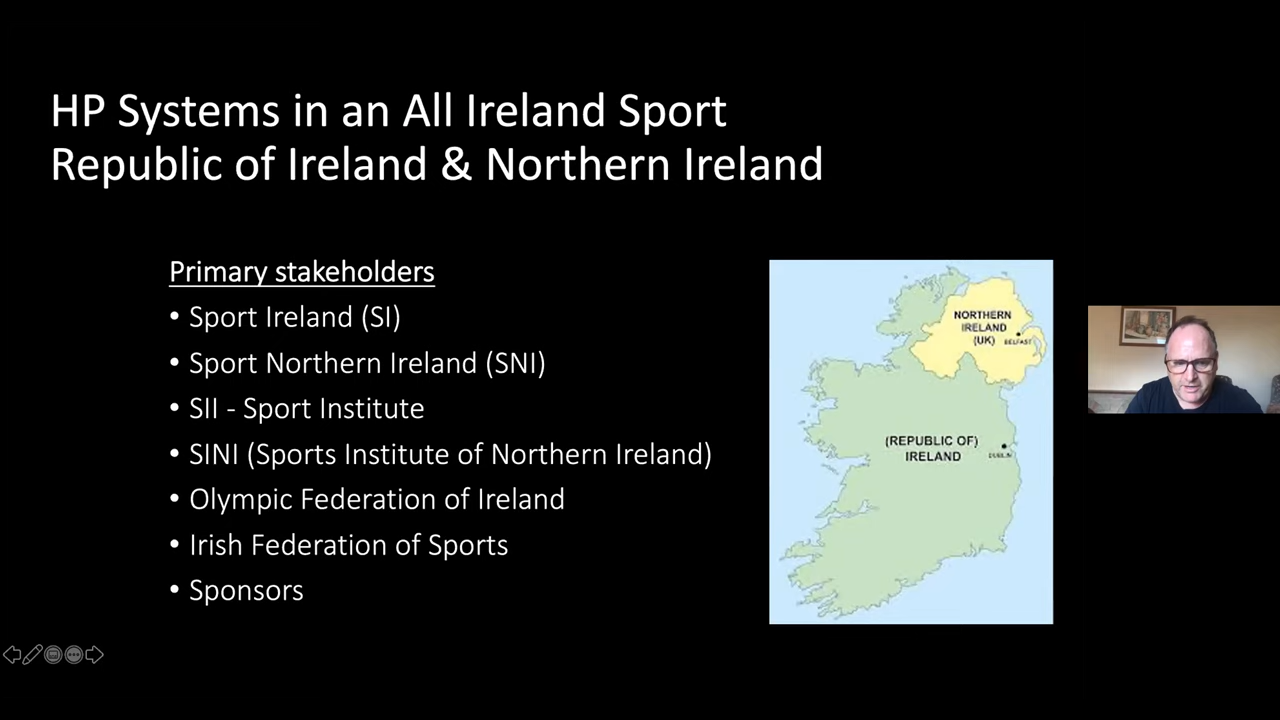 HP Systems in an All Ireland Sport
Republic of Ireland & Northern Ireland
Primary stakeholders
• Sport Ireland (SI)
• Sport Northern Ireland (SNI)
• SII - Sport Institute
• SINI (Sports Institute of Northern Ireland)
• Olympic Federation of Ireland
• Irish Federation of Sports
• Sponsors
NORTHERN
IRELAND
(UK)
BELFAST
(REPUBLIC OF)
IRELAND
DUBLIN